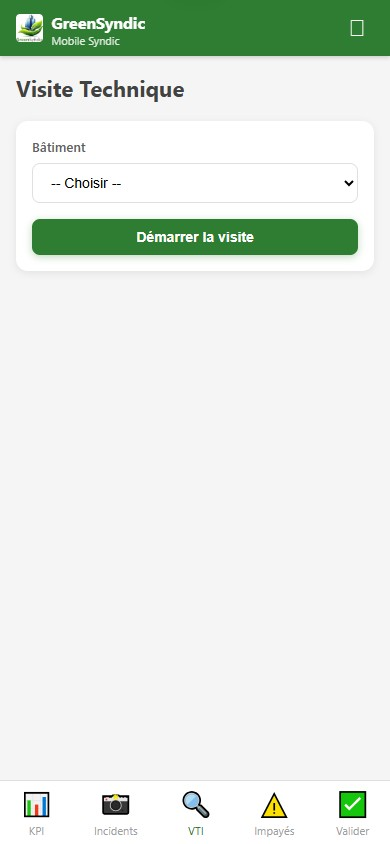 GreenSyndic
Mobile Syndic
Visite Technique
Bâtiment
-- Choisir --
Démarrer la visite
KPI
Incidents
VTI
Impayés
Valider